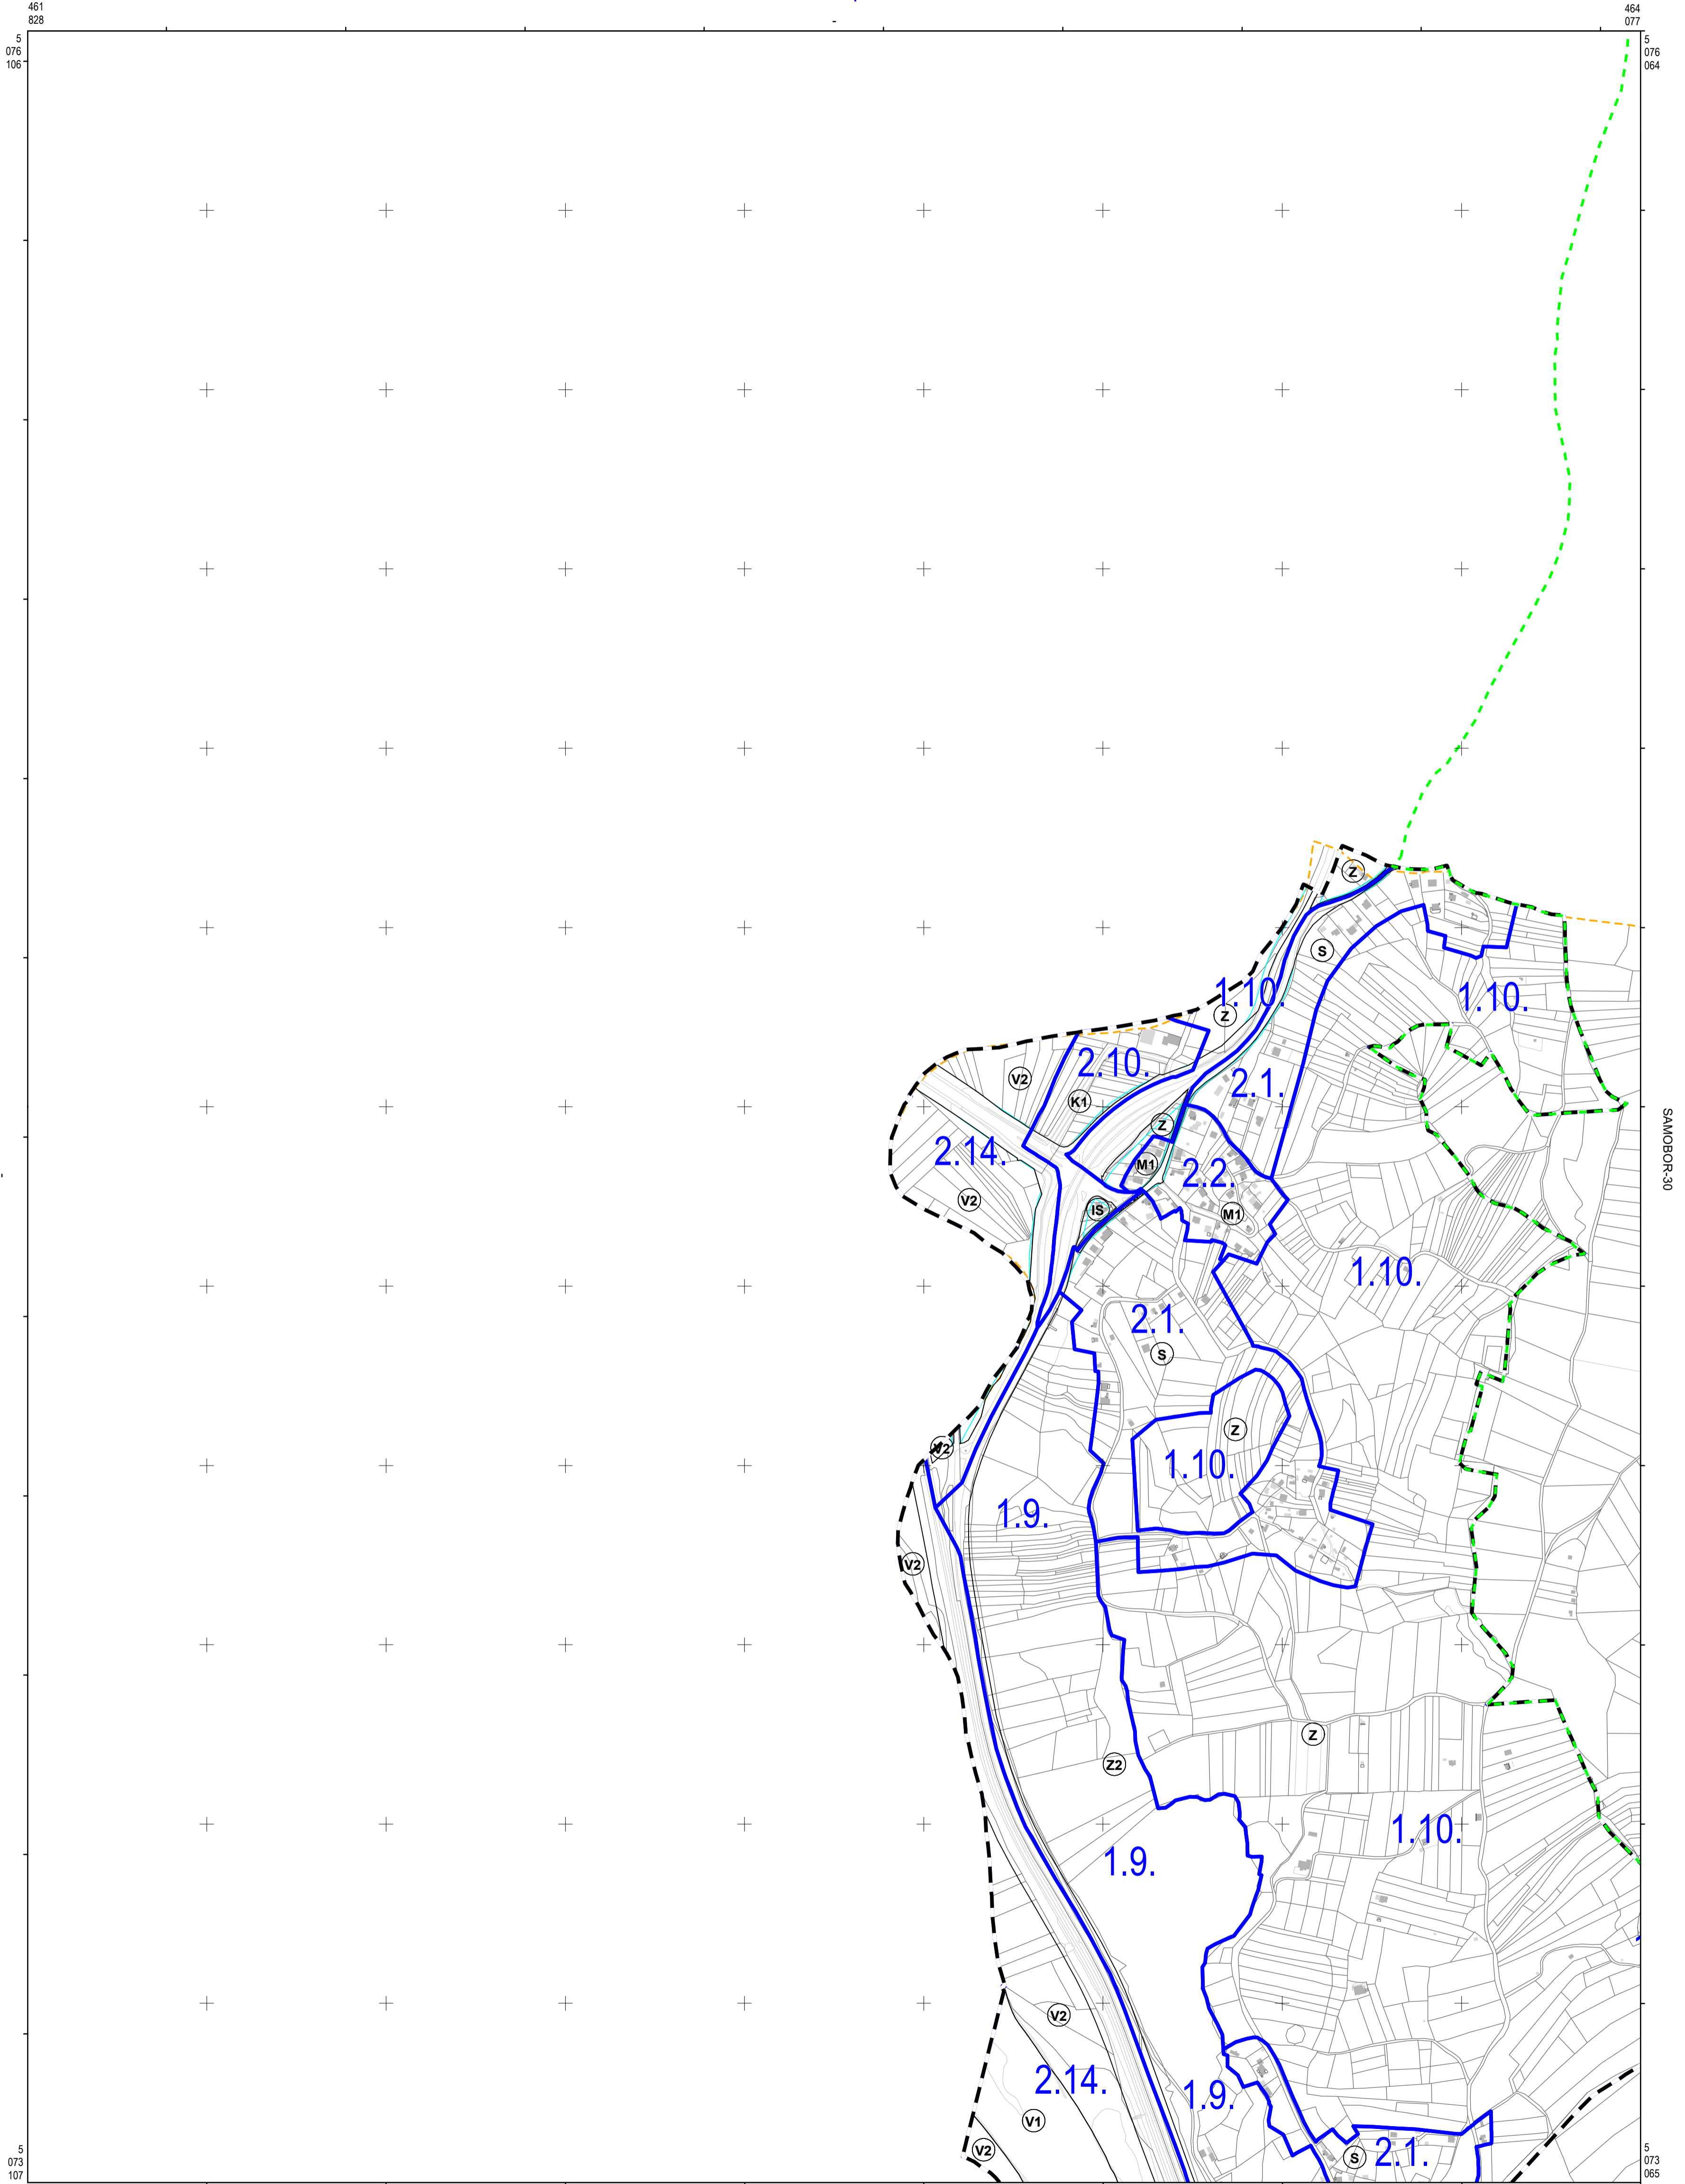 461
828
464
077
5
076
106
5
076
064
Z
S
1.10.
1.10.
Z
2.10.
V2
2.1.
K1
Z
SAMOBOR-30
2.14.
M1
2.2.
V2
IS
M1
1.10.
2.1.
S
Z
V2
1.10.
1.9.
V2
Z
Z2
1.10.
1.9.
V2
2.14.
1.9.
V1
V2
2.1.
S
5
073
107
5
073
065